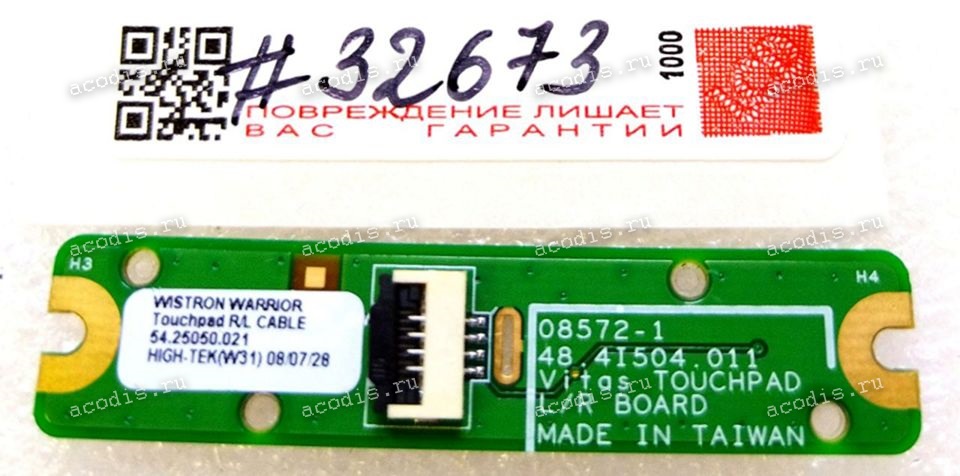 #32673
1000
ПОВРЕЖДЕНИЕ ЛИШАЕТ
ВАС ГАРАНТИИ
H3
H4
WISTRON WARRIOR
Touchpad R/L CABLE
54.25050.021
HIGH-TEK(W31) 08/07/28
08572-1
48.4I504.011
Vitgs TOUCHPAD
L/R BOARD
MADE IN TAIWAN
acodis.ru